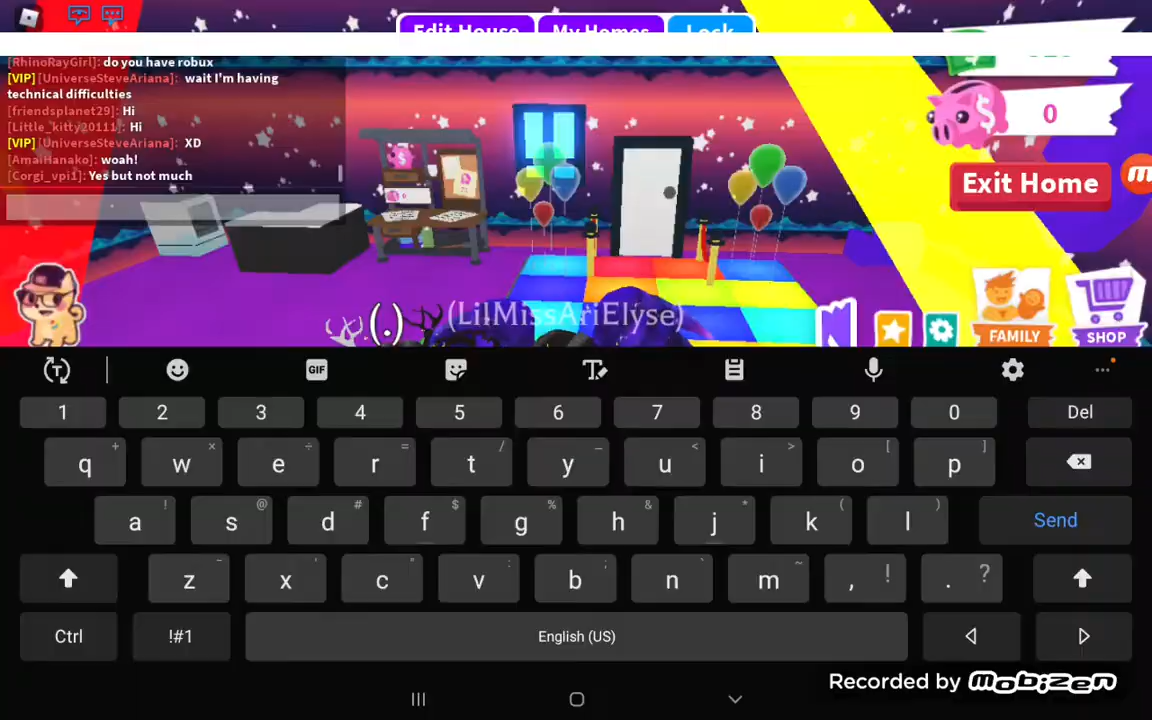 Edit House My Homes Lock
[RhinoRayGirl]: do you have robux
[VIP][UniverseSteveAriana]: wait I'm having
technical difficulties
[friendsplanet29]: Hi
[Little_kitty20111]: Hi
[VIP][UniverseSteveAriana]: XD
[AmaiHanako]: woah!
[Corgi_vpi1]: Yes but not much
0
Exit Home
(.) (LilMissAriElyse)
FAMILY SHOP
GIF
1 2 3 4 5 6 7 8 9 0 Del
q + w × e ÷ r = t / y _ u < i > o [ p ]
a ! s @ d # f $ g % h & j * k ( l )
Send
z x ' c " v : b ; n ` m ~ , ! . ?
Ctrl !#1 English (US)
Recorded by mobizen